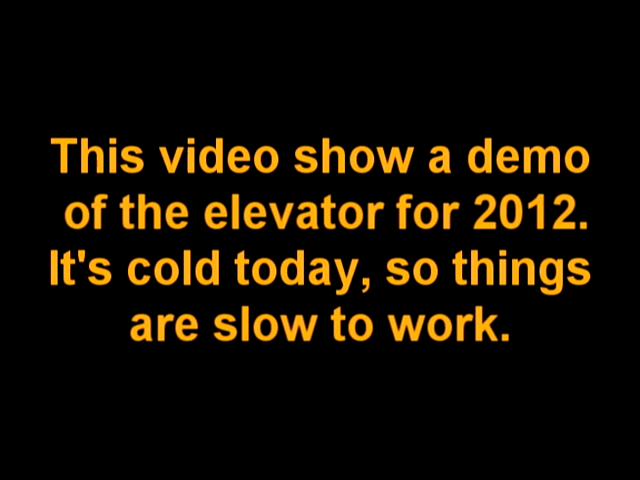 This video show a demo
of the elevator for 2012.
It's cold today, so things
are slow to work.